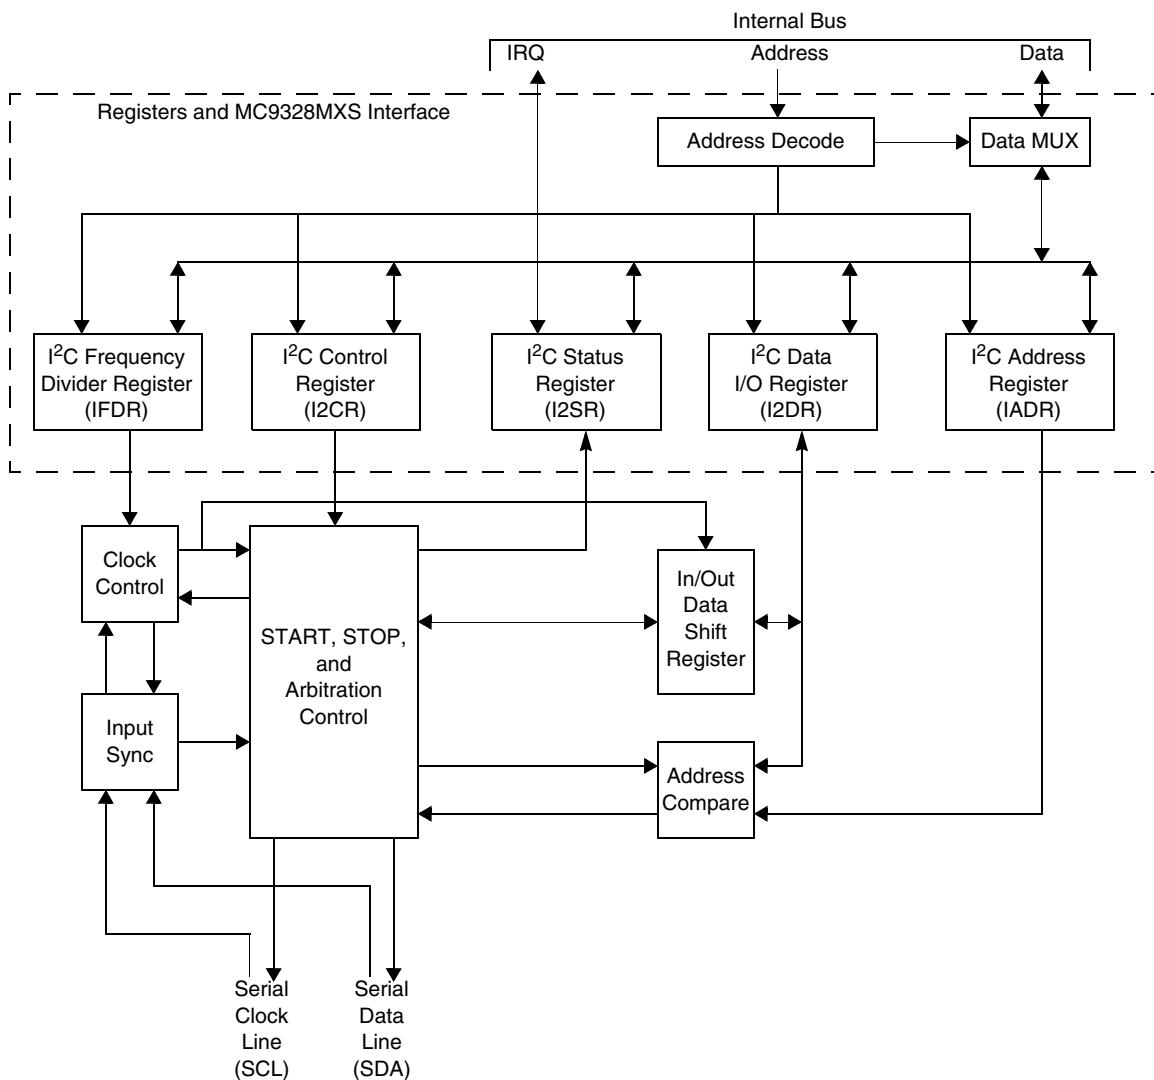 Internal Bus
IRQ
Address
Data
Registers and MC9328MXS Interface
Address Decode
Data MUX
I²C Frequency
Divider Register
(IFDR)
I²C Control
Register
(I2CR)
I²C Status
Register
(I2SR)
I²C Data
I/O Register
(I2DR)
I²C Address
Register
(IADR)
Clock
Control
START, STOP,
and
Arbitration
Control
In/Out
Data
Shift
Register
Input
Sync
Address
Compare
Serial
Clock
Line
(SCL)
Serial
Data
Line
(SDA)